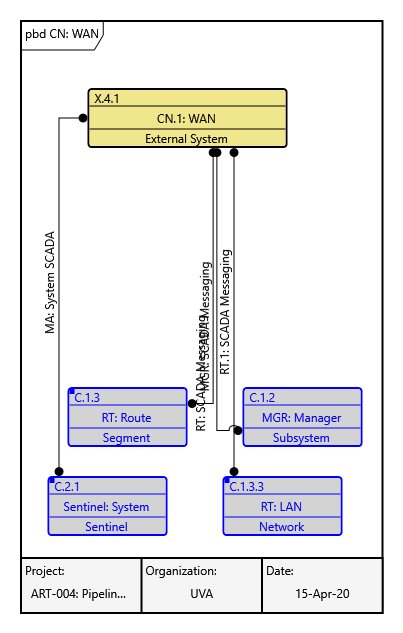 pbd CN: WAN
X.4.1
CN.1: WAN
External System
MA: System SCADA
RT: SCADA Messaging
MGR: SCADA Messaging
RT.1: SCADA Messaging
C.1.3
RT: Route
Segment
C.1.2
MGR: Manager
Subsystem
C.2.1
Sentinel: System
Sentinel
C.1.3.3
RT: LAN
Network
Project:
ART-004: Pipelin...
Organization:
UVA
Date:
15-Apr-20